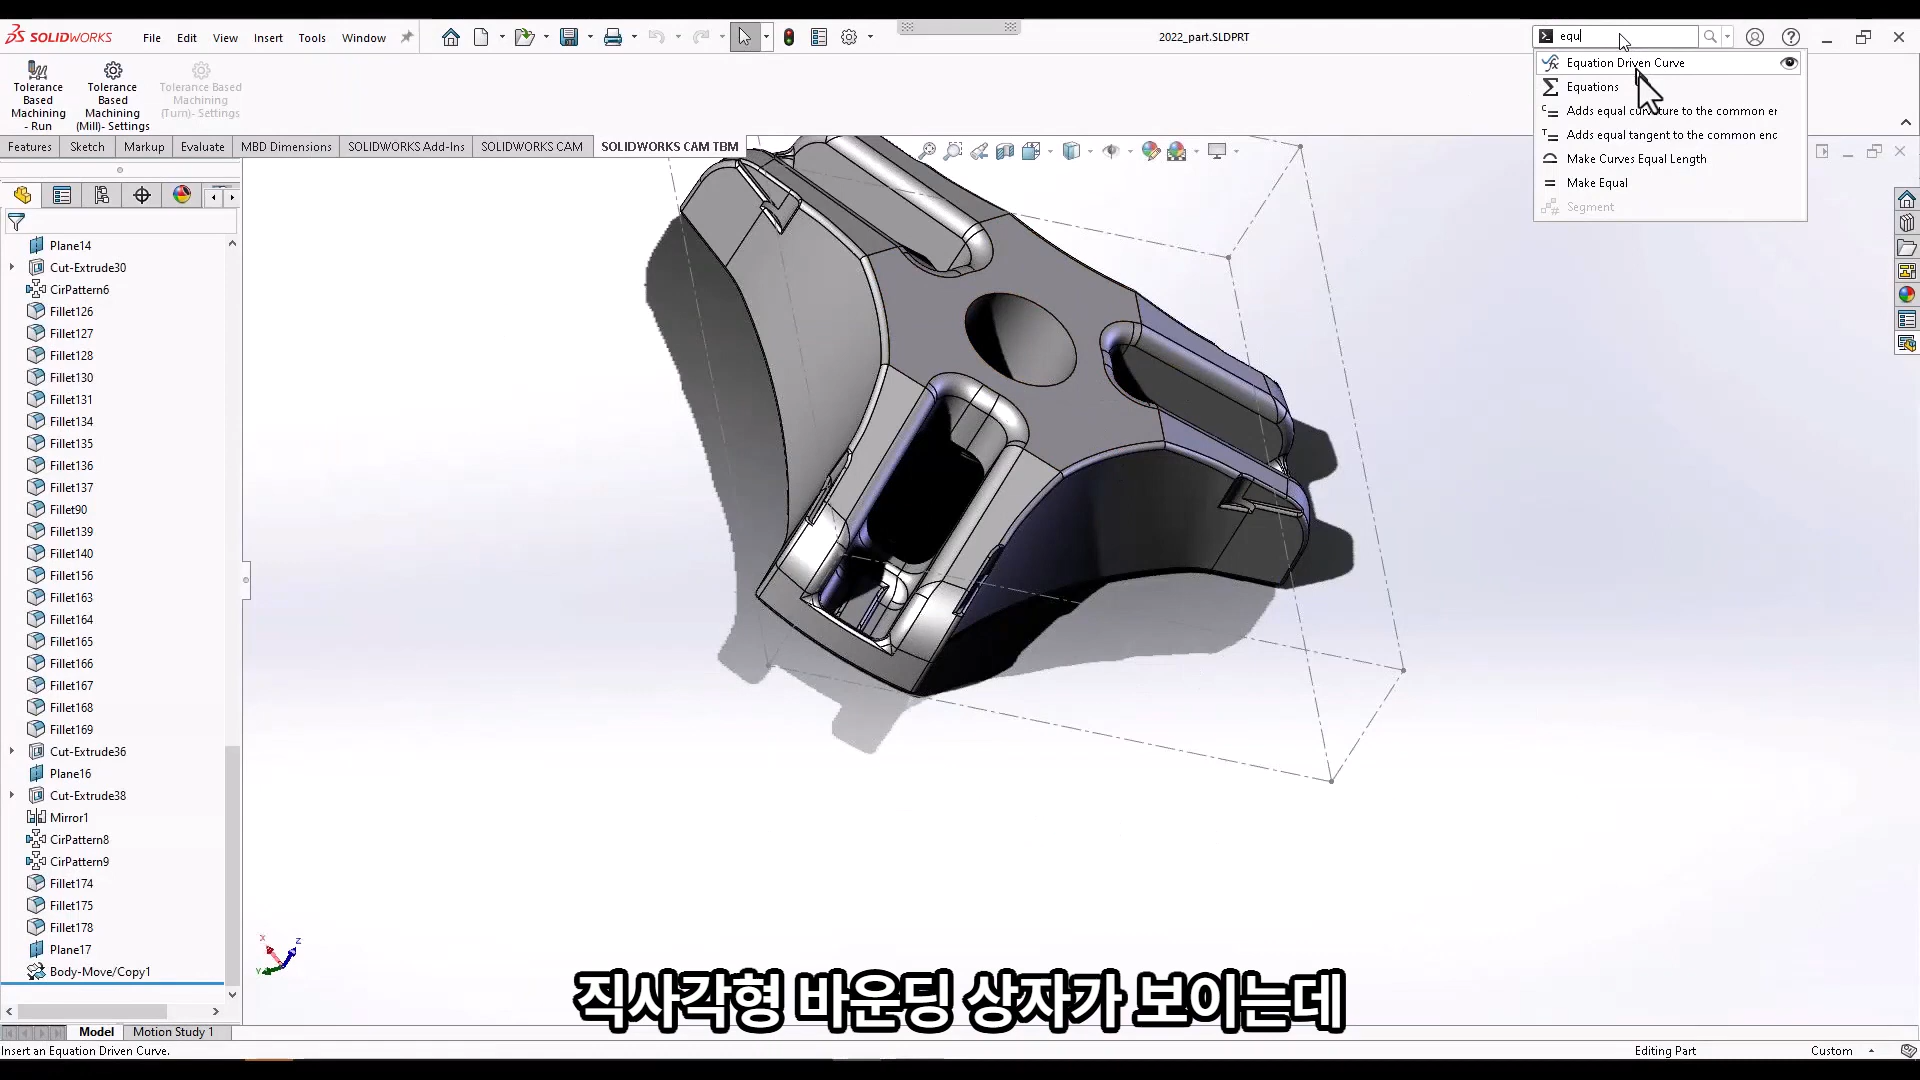 SOLIDWORKS
File Edit View Insert Tools Window
2022_part.SLDPRT
equ
Equation Driven Curve
Equations
Adds equal curvature to the common er
Adds equal tangent to the common enc
Make Curves Equal Length
Make Equal
Segment
Tolerance Based Machining - Run
Tolerance Based Machining (Mill)- Settings
Tolerance Based Machining (Turn)- Settings
Features Sketch Markup Evaluate MBD Dimensions SOLIDWORKS Add-Ins SOLIDWORKS CAM SOLIDWORKS CAM TBM
Plane14
Cut-Extrude30
CirPattern6
Fillet126
Fillet127
Fillet128
Fillet130
Fillet131
Fillet134
Fillet135
Fillet136
Fillet137
Fillet90
Fillet139
Fillet140
Fillet156
Fillet163
Fillet164
Fillet165
Fillet166
Fillet167
Fillet168
Fillet169
Cut-Extrude36
Plane16
Cut-Extrude38
Mirror1
CirPattern8
CirPattern9
Fillet174
Fillet175
Fillet178
Plane17
Body-Move/Copy1
X
Z
Y
직사각형 바운딩 상자가 보이는데
Model Motion Study 1
Insert an Equation Driven Curve.
Editing Part
Custom